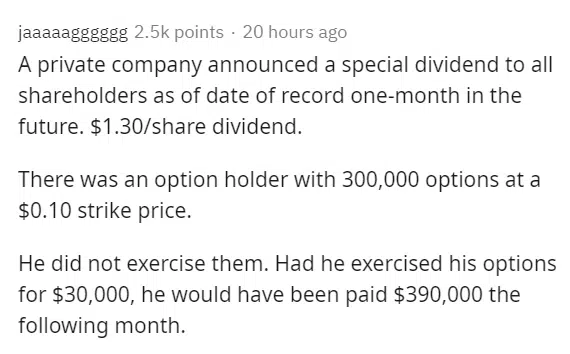 jaaaaagggggg 2.5k points · 20 hours ago
A private company announced a special dividend to all
shareholders as of date of record one-month in the
future. $1.30/share dividend.
There was an option holder with 300,000 options at a
$0.10 strike price.
He did not exercise them. Had he exercised his options
for $30,000, he would have been paid $390,000 the
following month.